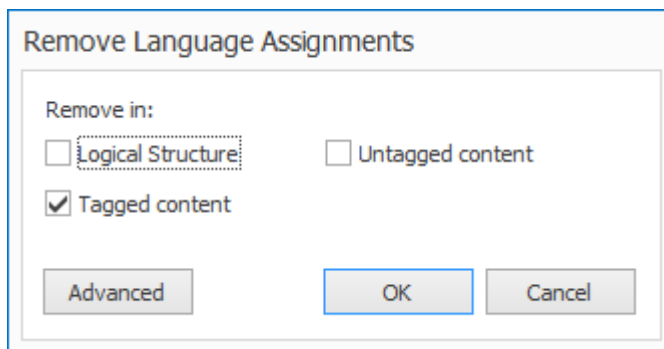 Remove Language Assignments
Remove in:
Logical Structure Untagged content
Tagged content
Advanced OK Cancel